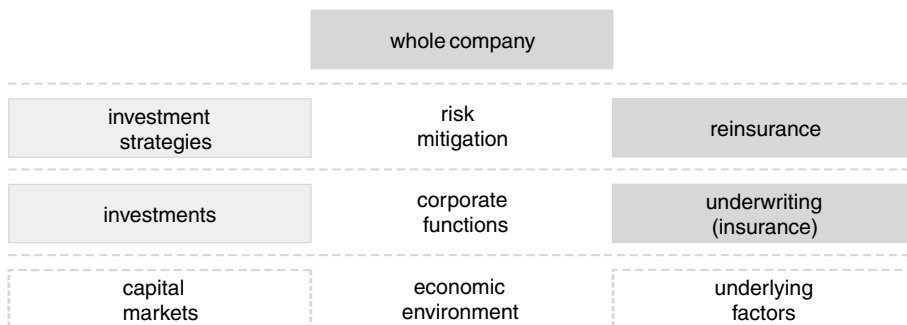 whole company
investment
strategies
risk
mitigation
reinsurance
investments
corporate
functions
underwriting
(insurance)
capital
markets
economic
environment
underlying
factors